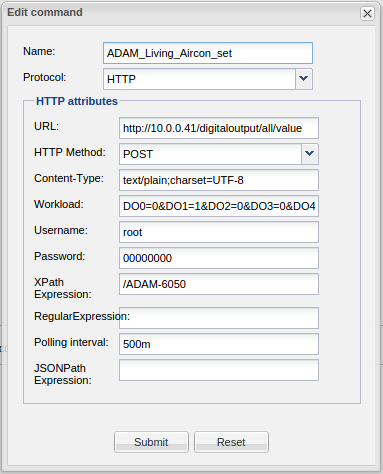 Edit command
Name: ADAM_Living_Aircon_set
Protocol: HTTP
HTTP attributes
URL: http://10.0.0.41/digitaloutput/all/value
HTTP Method: POST
Content-Type: text/plain;charset=UTF-8
Workload: DO0=0&DO1=1&DO2=0&DO3=0&DO4
Username: root
Password: 00000000
XPath
Expression: /ADAM-6050
RegularExpression:
Polling interval: 500m
JSONPath
Expression:
Submit Reset